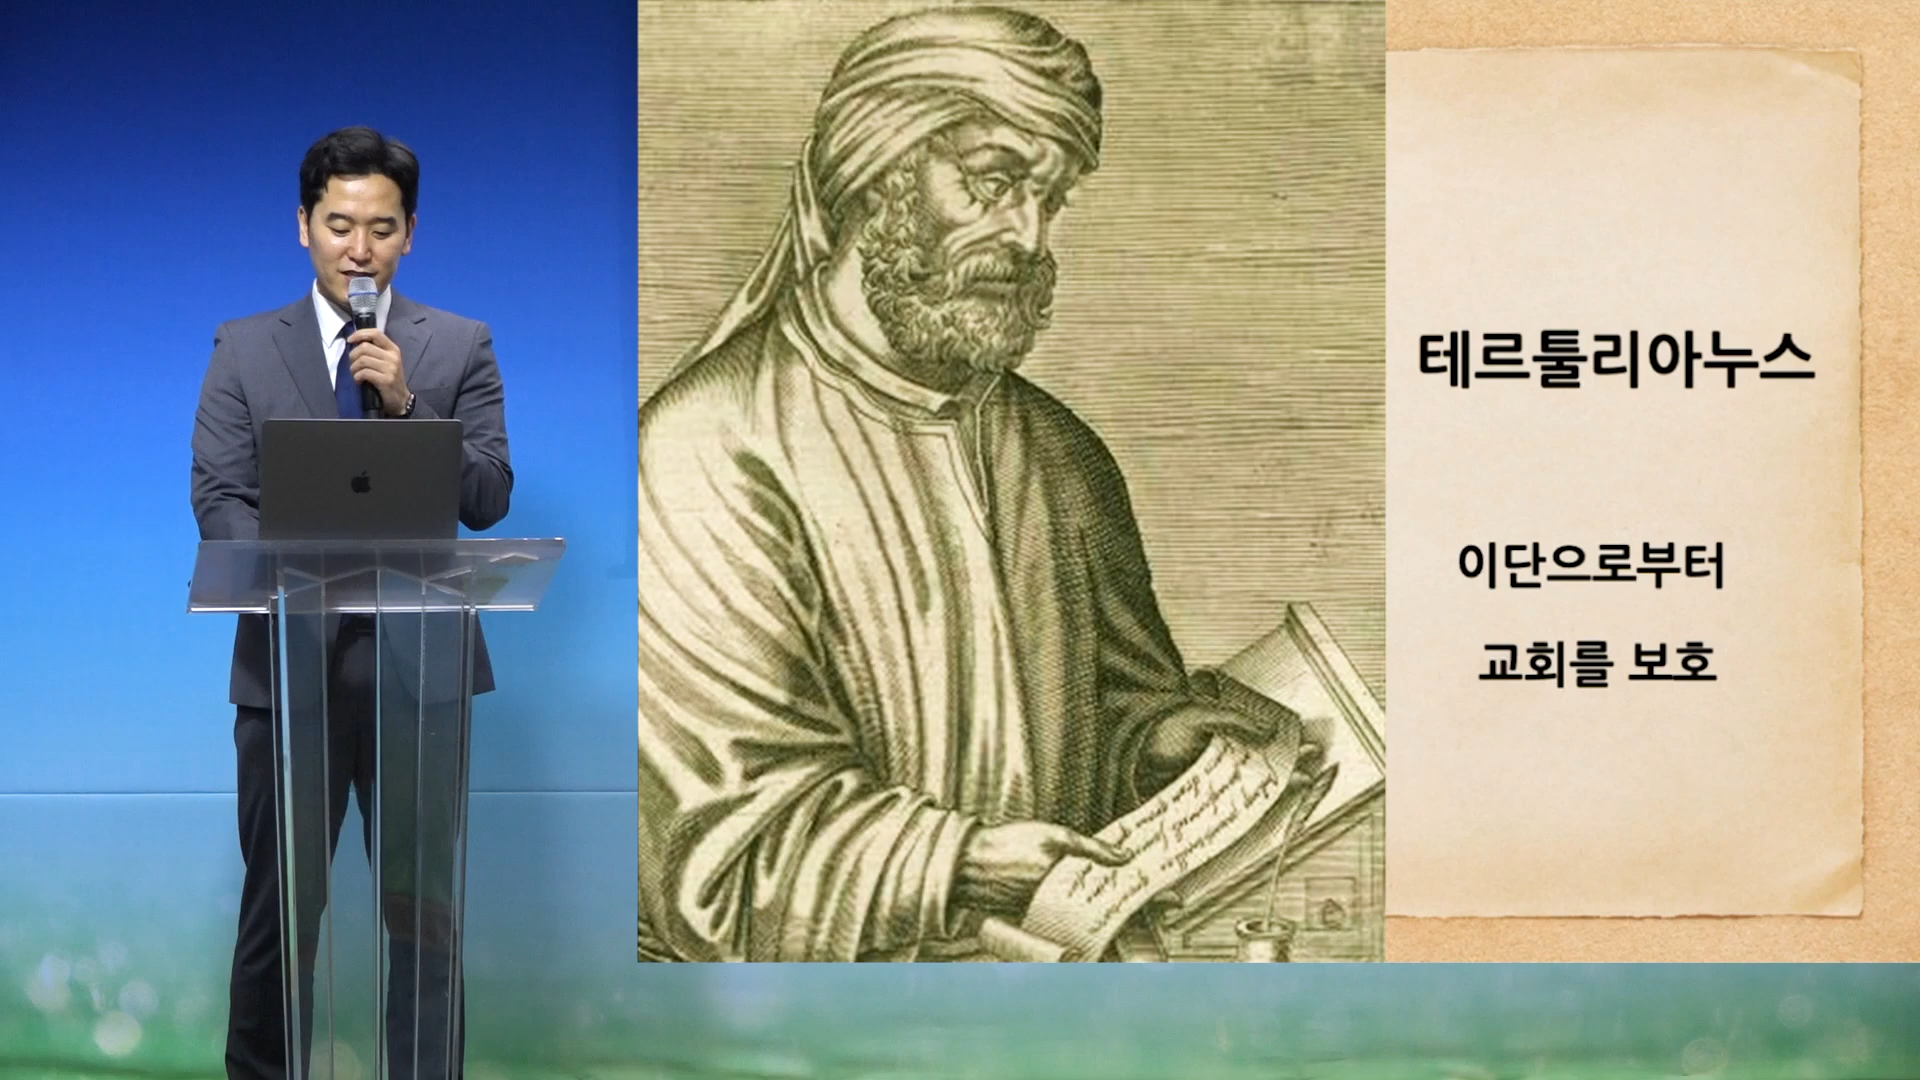 테르툴리아누스
이단으로부터
교회를 보호